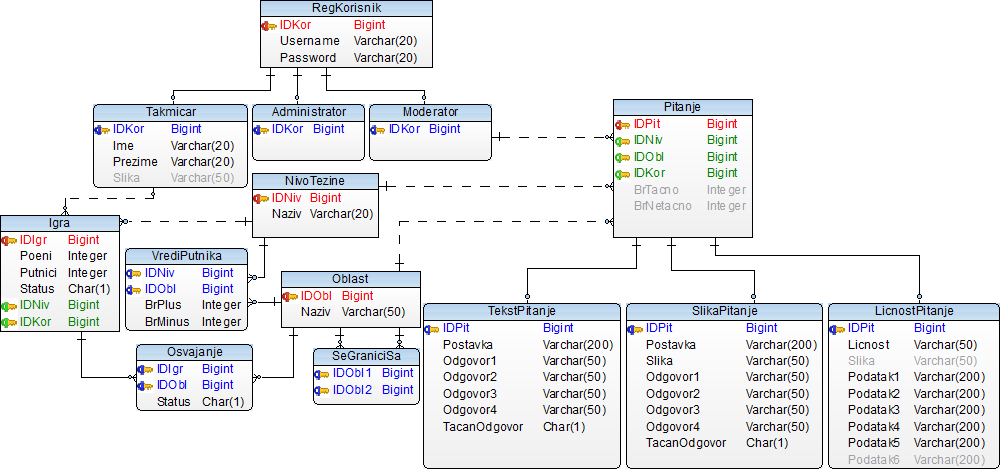 RegKorisnik
IDKor Bigint
Username Varchar(20)
Password Varchar(20)
Takmicar
IDKor Bigint
Ime Varchar(20)
Prezime Varchar(20)
Slika Varchar(50)
Administrator
IDKor Bigint
Moderator
IDKor Bigint
Pitanje
IDPit Bigint
IDNiv Bigint
IDObl Bigint
IDKor Bigint
BrTacno Integer
BrNetacno Integer
NivoTezine
IDNiv Bigint
Naziv Varchar(20)
Igra
IDIgr Bigint
Poeni Integer
Putnici Integer
Status Char(1)
IDNiv Bigint
IDKor Bigint
VrediPutnika
IDNiv Bigint
IDObl Bigint
BrPlus Integer
BrMinus Integer
Oblast
IDObl Bigint
Naziv Varchar(50)
Osvajanje
IDIgr Bigint
IDObl Bigint
Status Char(1)
SeGraniciSa
IDObl1 Bigint
IDObl2 Bigint
TekstPitanje
IDPit Bigint
Postavka Varchar(200)
Odgovor1 Varchar(50)
Odgovor2 Varchar(50)
Odgovor3 Varchar(50)
Odgovor4 Varchar(50)
TacanOdgovor Char(1)
SlikaPitanje
IDPit Bigint
Postavka Varchar(200)
Slika Varchar(50)
Odgovor1 Varchar(50)
Odgovor2 Varchar(50)
Odgovor3 Varchar(50)
Odgovor4 Varchar(50)
TacanOdgovor Char(1)
LicnostPitanje
IDPit Bigint
Licnost Varchar(50)
Slika Varchar(50)
Podatak1 Varchar(200)
Podatak2 Varchar(200)
Podatak3 Varchar(200)
Podatak4 Varchar(200)
Podatak5 Varchar(200)
Podatak6 Varchar(200)